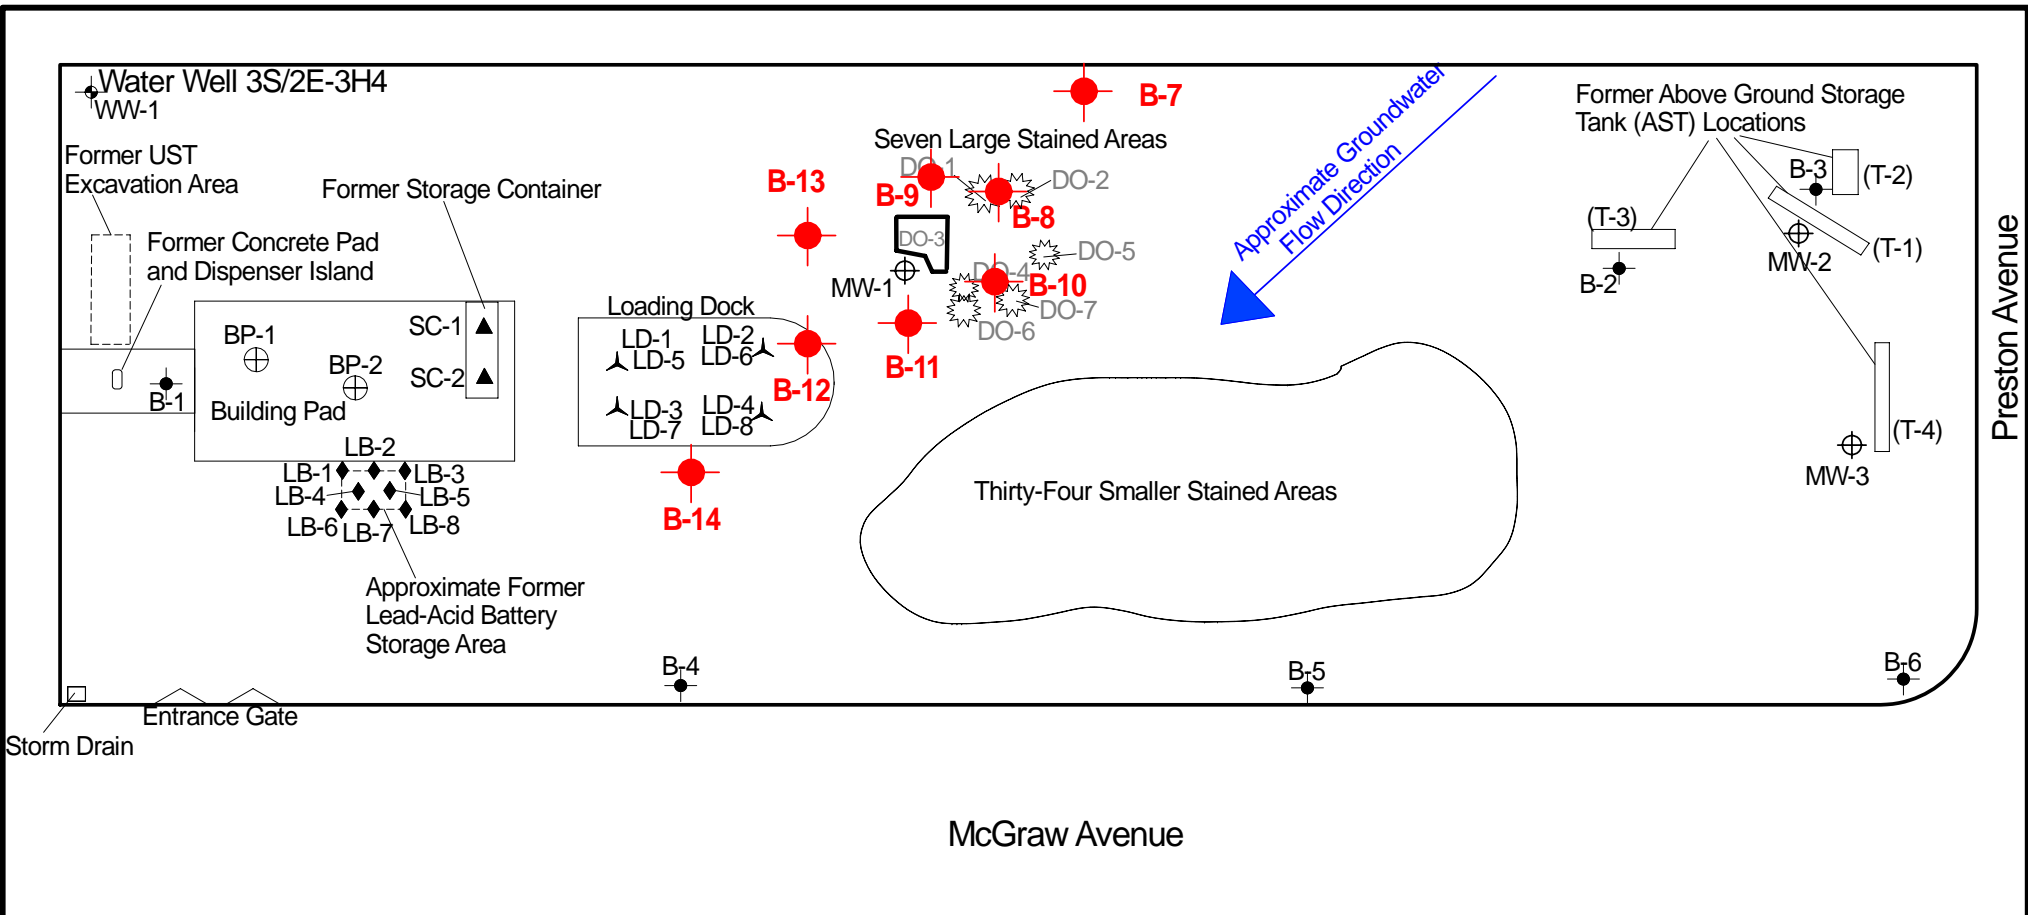 Water Well 3S/2E-3H4
WW-1
Former UST
Excavation Area
Former Storage Container
Former Concrete Pad
and Dispenser Island
BP-1
BP-2
Building Pad
B-1
SC-1
SC-2
Loading Dock
LD-1
LD-5
LD-2
LD-6
LD-3
LD-7
LD-4
LD-8
LB-2
LB-1
LB-3
LB-4
LB-5
LB-6
LB-7
LB-8
Approximate Former
Lead-Acid Battery
Storage Area
B-7
Seven Large Stained Areas
DO-1
DO-2
B-13
B-9
B-8
DO-3
DO-5
DO-4
MW-1
B-10
DO-7
DO-6
B-11
B-12
B-14
Approximate Groundwater
Flow Direction
Former Above Ground Storage
Tank (AST) Locations
B-3
(T-2)
(T-3)
(T-1)
MW-2
B-2
(T-4)
MW-3
Preston Avenue
Thirty-Four Smaller Stained Areas
B-4
B-5
B-6
Entrance Gate
Storm Drain
McGraw Avenue